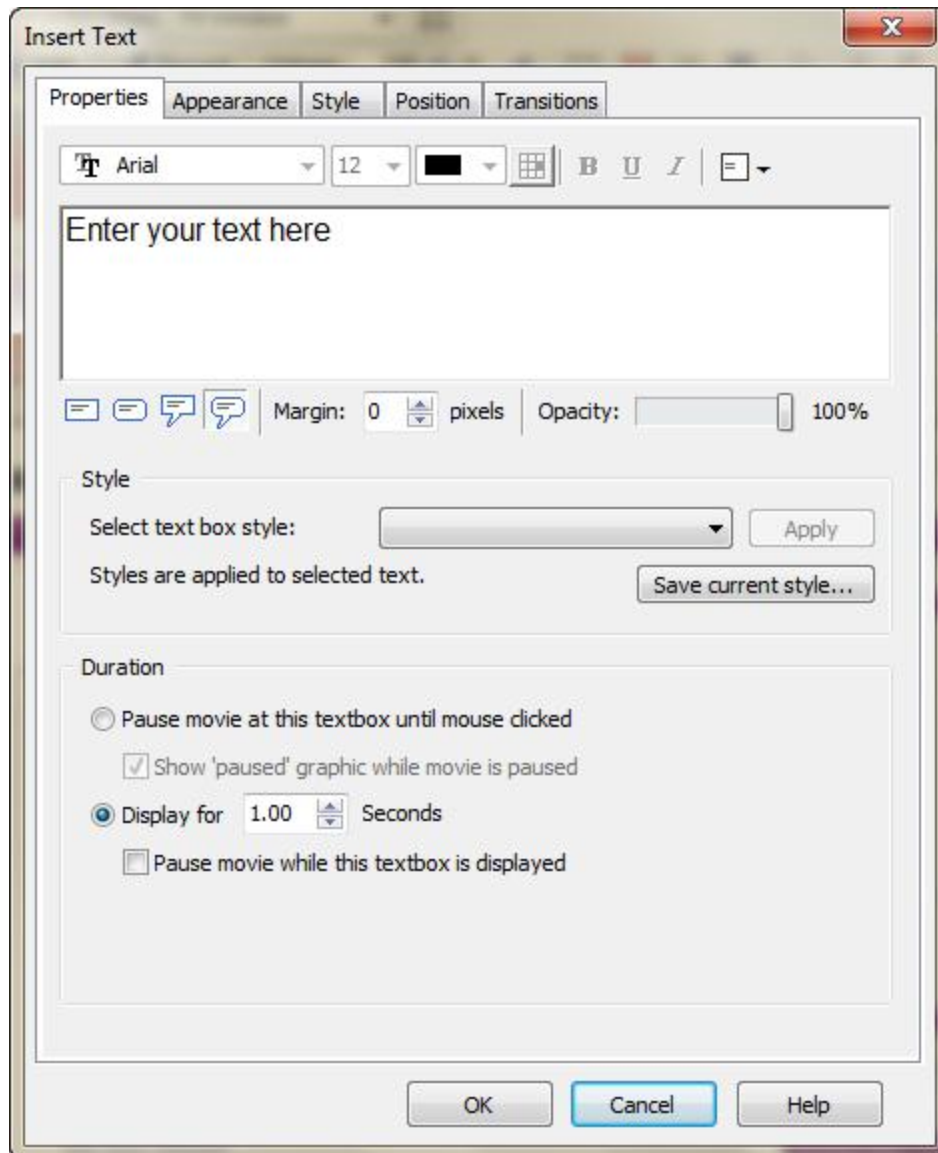 Insert Text
Properties Appearance Style Position Transitions
Arial 12 B U I
Enter your text here
Margin: 0 pixels Opacity: 100%
Style
Select text box style: Apply
Styles are applied to selected text. Save current style...
Duration
Pause movie at this textbox until mouse clicked
Show 'paused' graphic while movie is paused
Display for 1.00 Seconds
Pause movie while this textbox is displayed
OK Cancel Help